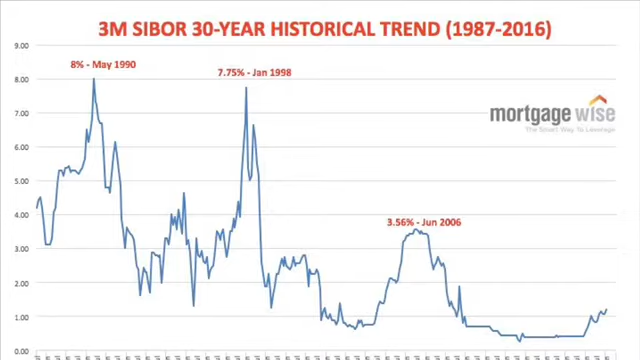 3M SIBOR 30-YEAR HISTORICAL TREND (1987-2016)
9.00
8% - May 1990
7.75% - Jan 1998
8.00
mortgage wise
The Smart Way To Leverage
7.00
6.00
5.00
4.00
3.56% - Jun 2006
3.00
2.00
1.00
0.00